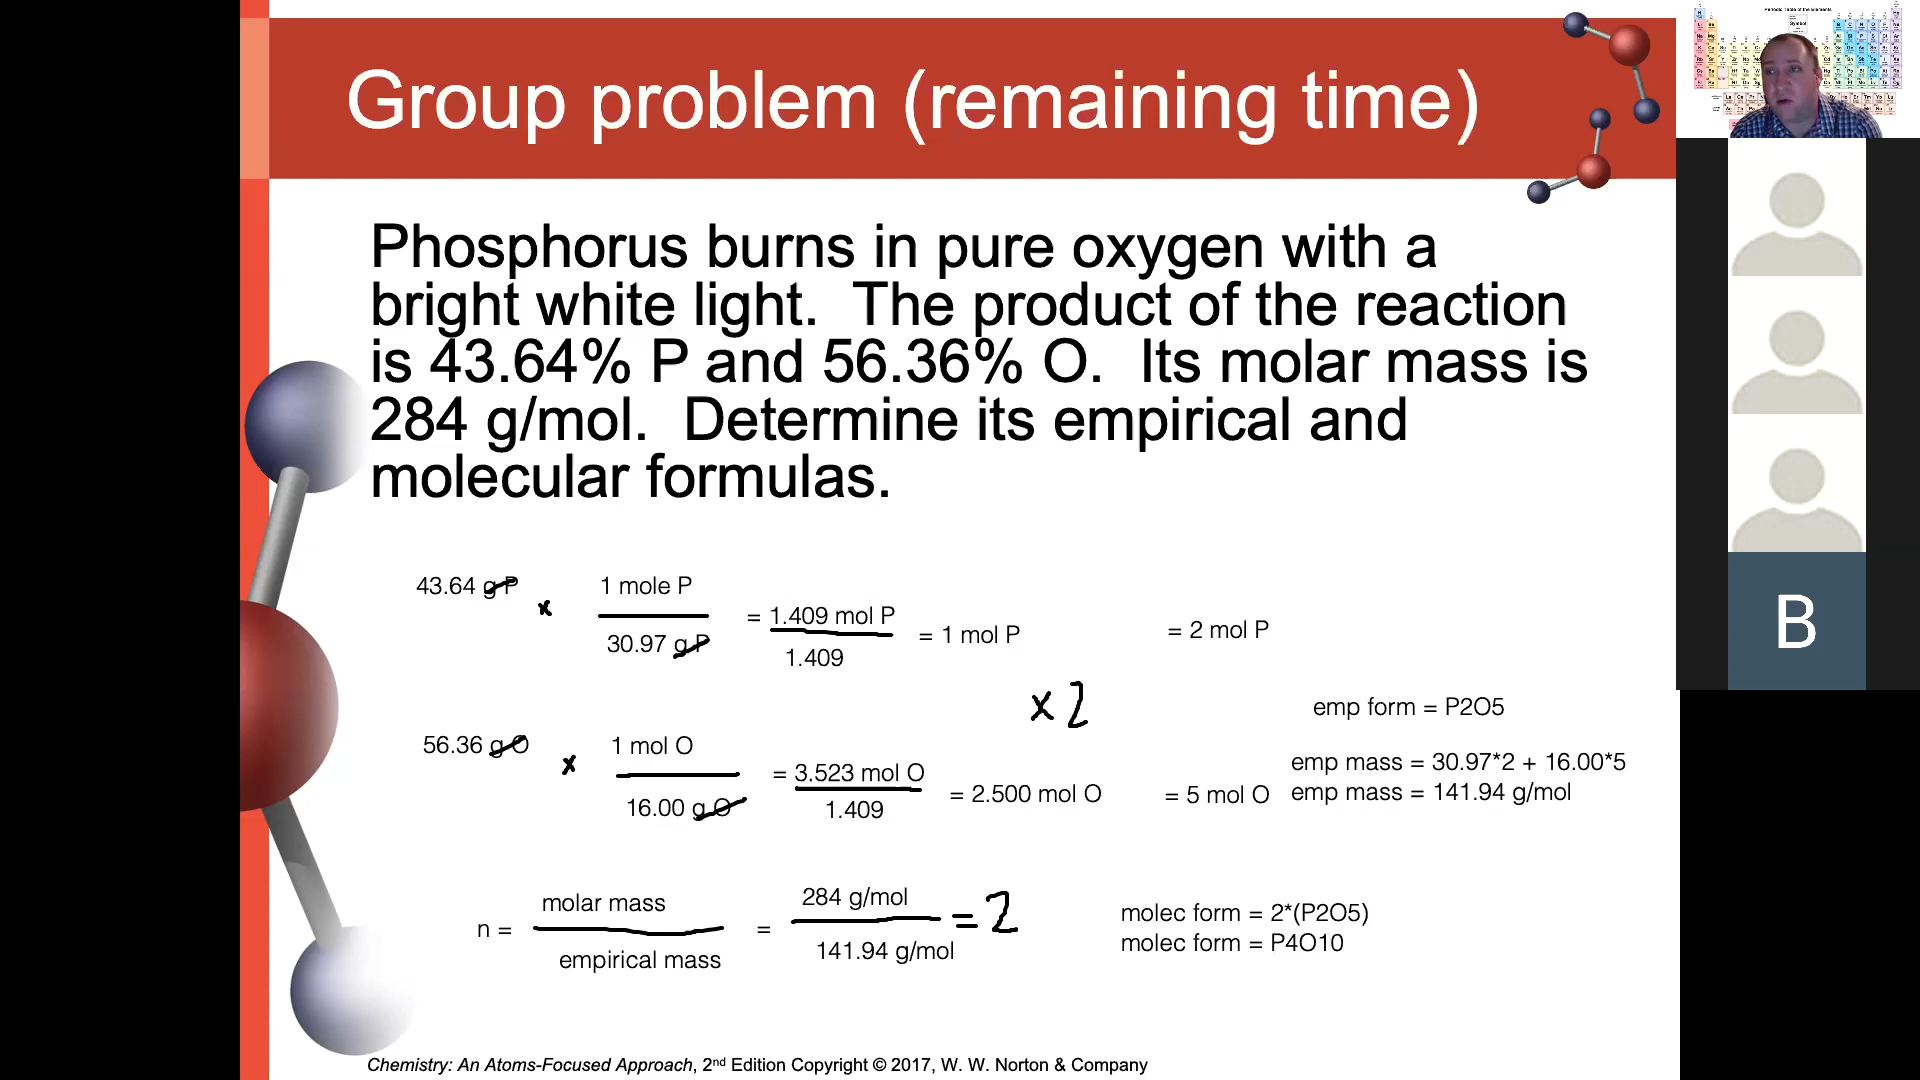 Group problem (remaining time)
Phosphorus burns in pure oxygen with a
bright white light.  The product of the reaction
is 43.64% P and 56.36% O.  Its molar mass is
284 g/mol.  Determine its empirical and
molecular formulas.
43.64 g P
x
1 mole P
30.97 g P
= 1.409 mol P
1.409
= 1 mol P
= 2 mol P
x 2
emp form = P2O5
56.36 g O
x
1 mol O
16.00 g O
= 3.523 mol O
1.409
= 2.500 mol O
= 5 mol O
emp mass = 30.97*2 + 16.00*5
emp mass = 141.94 g/mol
n =
molar mass
empirical mass
=
284 g/mol
141.94 g/mol
= 2
molec form = 2*(P2O5)
molec form = P4O10
Chemistry: An Atoms-Focused Approach, 2nd Edition Copyright © 2017, W. W. Norton & Company
Periodic Table of the Elements
B